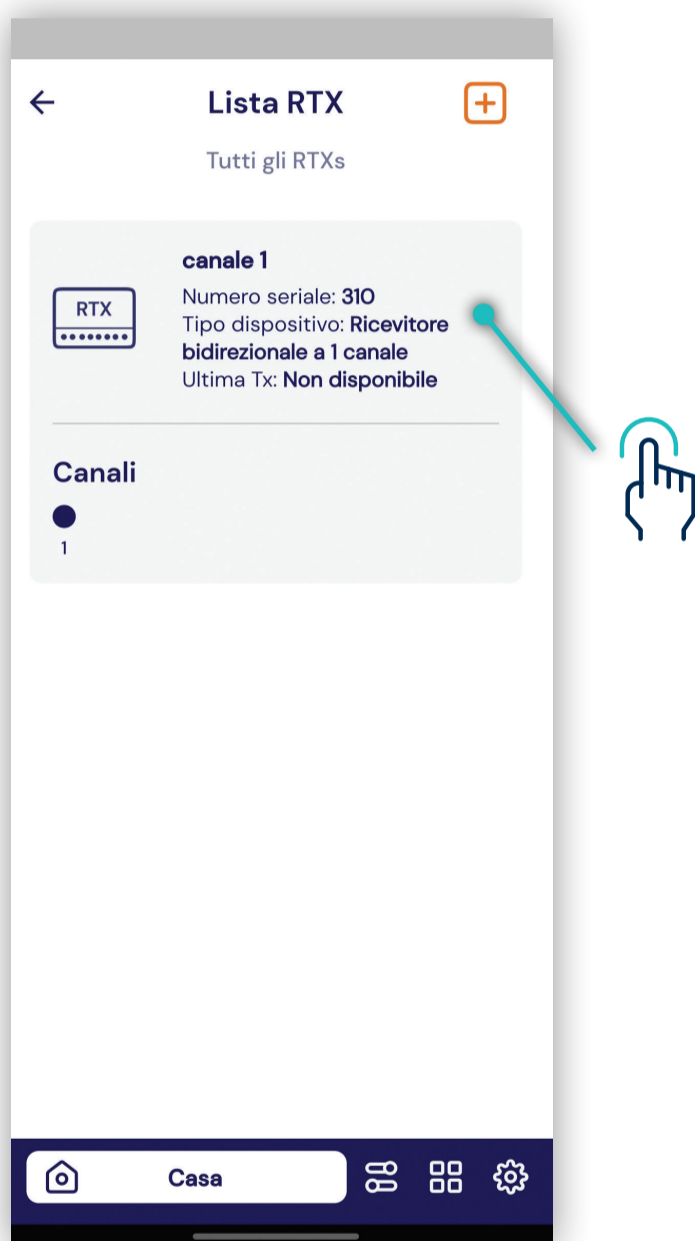 Lista RTX
Tutti gli RTXs
canale 1
RTX
Numero seriale: 310
Tipo dispositivo: Ricevitore
bidirezionale a 1 canale
Ultima Tx: Non disponibile
Canali
1
Casa